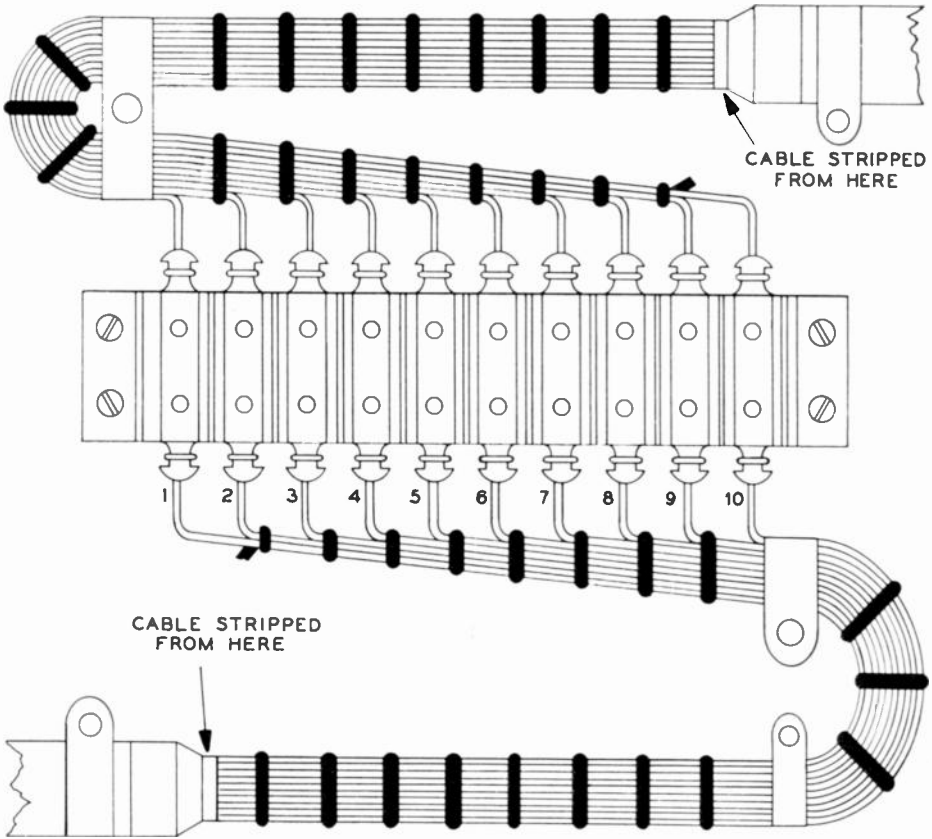 CABLE STRIPPED
FROM HERE
1 2 3 4 5 6 7 8 9 10
CABLE STRIPPED
FROM HERE